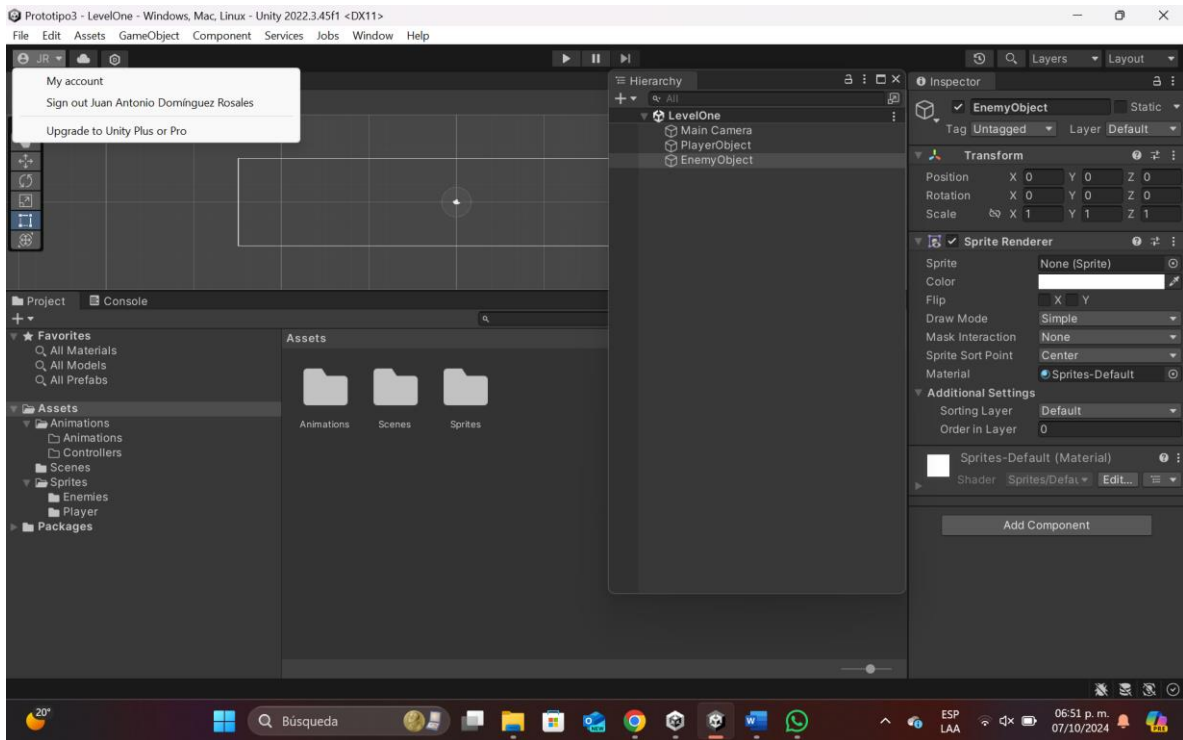 Prototipo3 - LevelOne - Windows, Mac, Linux - Unity 2022.3.45f1 <DX11>
File Edit Assets GameObject Component Services Jobs Window Help
JR
Layers Layout
My account
Sign out Juan Antonio Domínguez Rosales
Upgrade to Unity Plus or Pro
Hierarchy
All
LevelOne
Main Camera
PlayerObject
EnemyObject
Inspector
EnemyObject Static
Tag Untagged Layer Default
Transform
Position X 0 Y 0 Z 0
Rotation X 0 Y 0 Z 0
Scale X 1 Y 1 Z 1
Sprite Renderer
Sprite None (Sprite)
Color
Flip X Y
Draw Mode Simple
Mask Interaction None
Sprite Sort Point Center
Material Sprites-Default
Additional Settings
Sorting Layer Default
Order in Layer 0
Sprites-Default (Material)
Shader Sprites/Defau Edit...
Add Component
Project Console
Favorites
All Materials
All Models
All Prefabs
Assets
Animations
Animations
Controllers
Scenes
Sprites
Enemies
Player
Packages
Assets
Animations Scenes Sprites
20°
Búsqueda
ESP
LAA
06:51 p. m.
07/10/2024